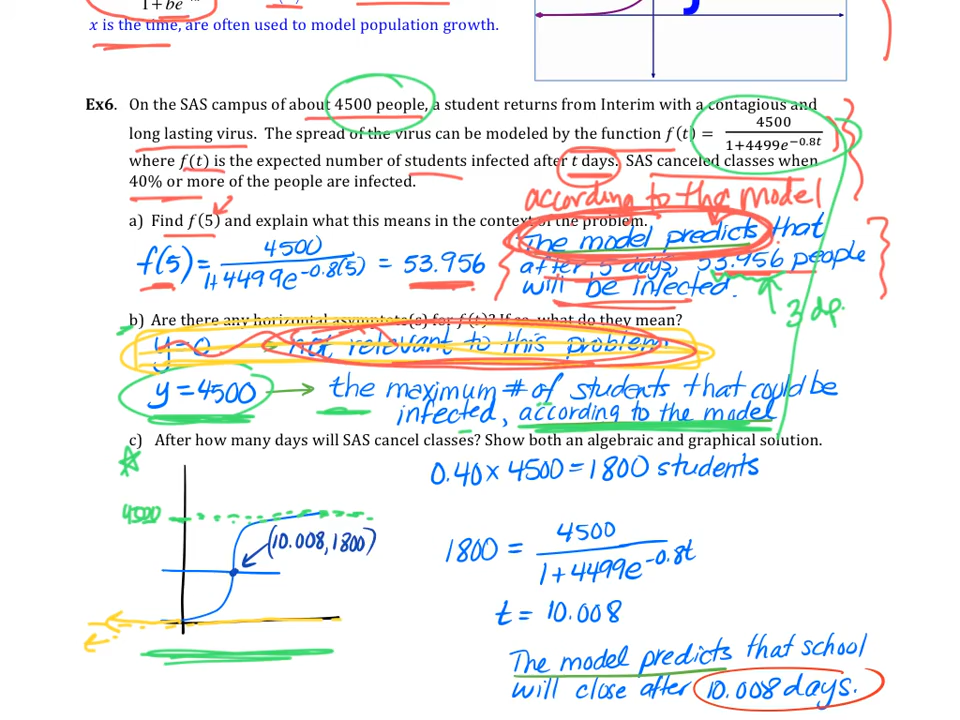 1 + be
x is the time, are often used to model population growth.
Ex6. On the SAS campus of about 4500 people, a student returns from Interim with a contagious and
long lasting virus. The spread of the virus can be modeled by the function f(t) = 4500 / 1+4499e^−0.8t
where f(t) is the expected number of students infected after t days. SAS canceled classes when
40% or more of the people are infected.
according to the model
a) Find f(5) and explain what this means in the context of the problem.
f(5) = 4500 / 1+4499e^-0.8(5) = 53.956
The model predicts that
after 5 days, 53.956 people
will be infected.
3 dp.
b) Are there any horizontal asymptote(s) for f(t)? If so, what do they mean?
y=0 not relevant to this problem.
y=4500 → the maximum # of students that could be
infected, according to the model
c) After how many days will SAS cancel classes? Show both an algebraic and graphical solution.
0.40 × 4500 = 1800 students
4500
(10.008, 1800)
1800 = 4500 / 1+4499e^-0.8t
t = 10.008
The model predicts that school
will close after 10.008 days.